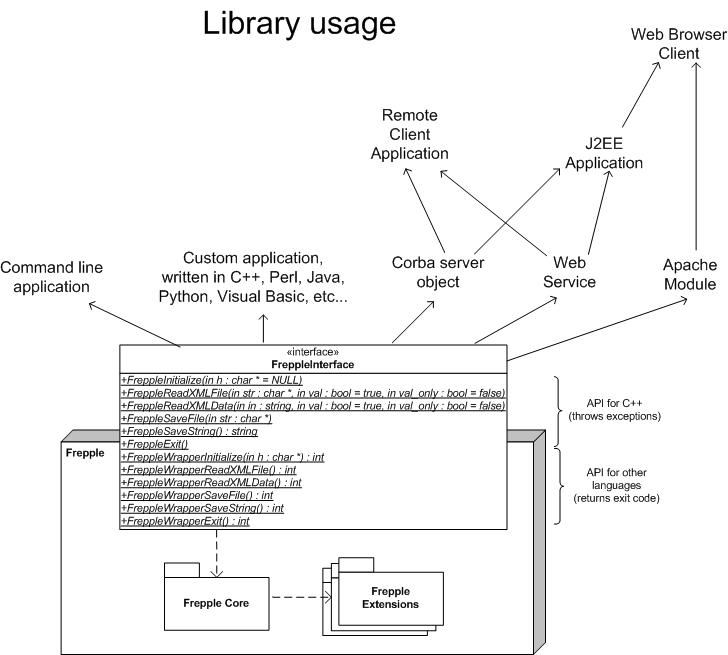 Library usage
Web Browser
Client
Remote
Client
Application
J2EE
Application
Command line
application
Custom application,
written in C++, Perl, Java,
Python, Visual Basic, etc...
Corba server
object
Web
Service
Apache
Module
«interface»
FreppleInterface
+FreppleInitialize(in h : char * = NULL)
+FreppleReadXMLFile(in str : char *, in val : bool = true, in val_only : bool = false)
+FreppleReadXMLData(in in : string, in val : bool = true, in val_only : bool = false)
+FreppleSaveFile(in str : char *)
+FreppleSaveString() : string
+FreppleExit()
+FreppleWrapperInitialize(in h : char *) : int
+FreppleWrapperReadXMLFile() : int
+FreppleWrapperReadXMLData() : int
+FreppleWrapperSaveFile() : int
+FreppleWrapperSaveString() : int
+FreppleWrapperExit() : int
API for C++
(throws exceptions)
API for other
languages
(returns exit code)
Frepple
Frepple Core
Frepple
Extensions